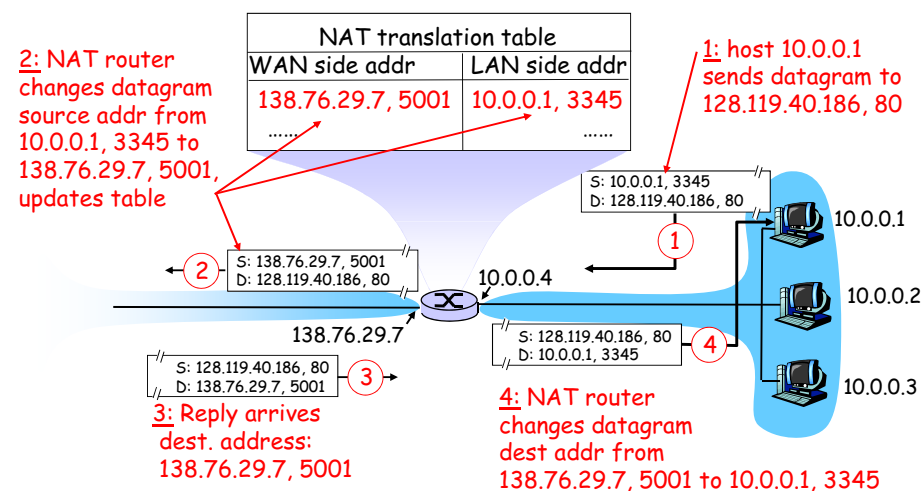 NAT translation table
WAN side addr LAN side addr
138.76.29.7, 5001 10.0.0.1, 3345
...... ......
2: NAT router
changes datagram
source addr from
10.0.0.1, 3345 to
138.76.29.7, 5001,
updates table
1: host 10.0.0.1
sends datagram to
128.119.40.186, 80
S: 10.0.0.1, 3345
D: 128.119.40.186, 80
1
10.0.0.1
S: 138.76.29.7, 5001
D: 128.119.40.186, 80
2
10.0.0.4
10.0.0.2
138.76.29.7
S: 128.119.40.186, 80
D: 10.0.0.1, 3345
4
S: 128.119.40.186, 80
D: 138.76.29.7, 5001
3
10.0.0.3
3: Reply arrives
dest. address:
138.76.29.7, 5001
4: NAT router
changes datagram
dest addr from
138.76.29.7, 5001 to 10.0.0.1, 3345